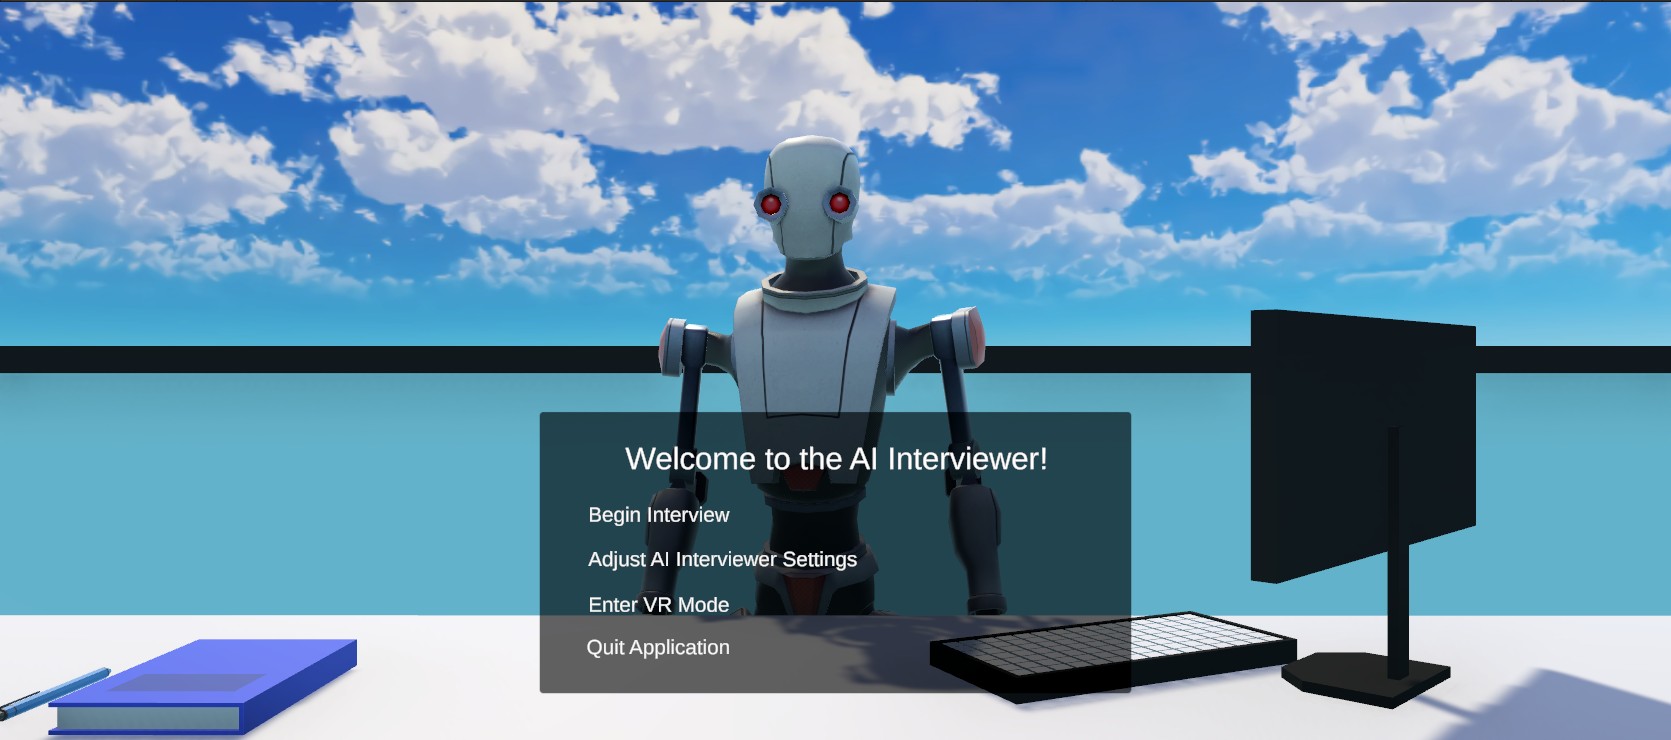 Welcome to the AI Interviewer!
Begin Interview
Adjust AI Interviewer Settings
Enter VR Mode
Quit Application